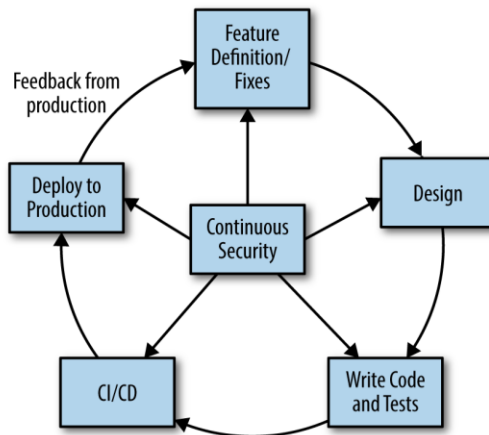 Feature
Definition/
Fixes
Feedback from
production
Deploy to
Production
Design
Continuous
Security
CI/CD
Write Code
and Tests